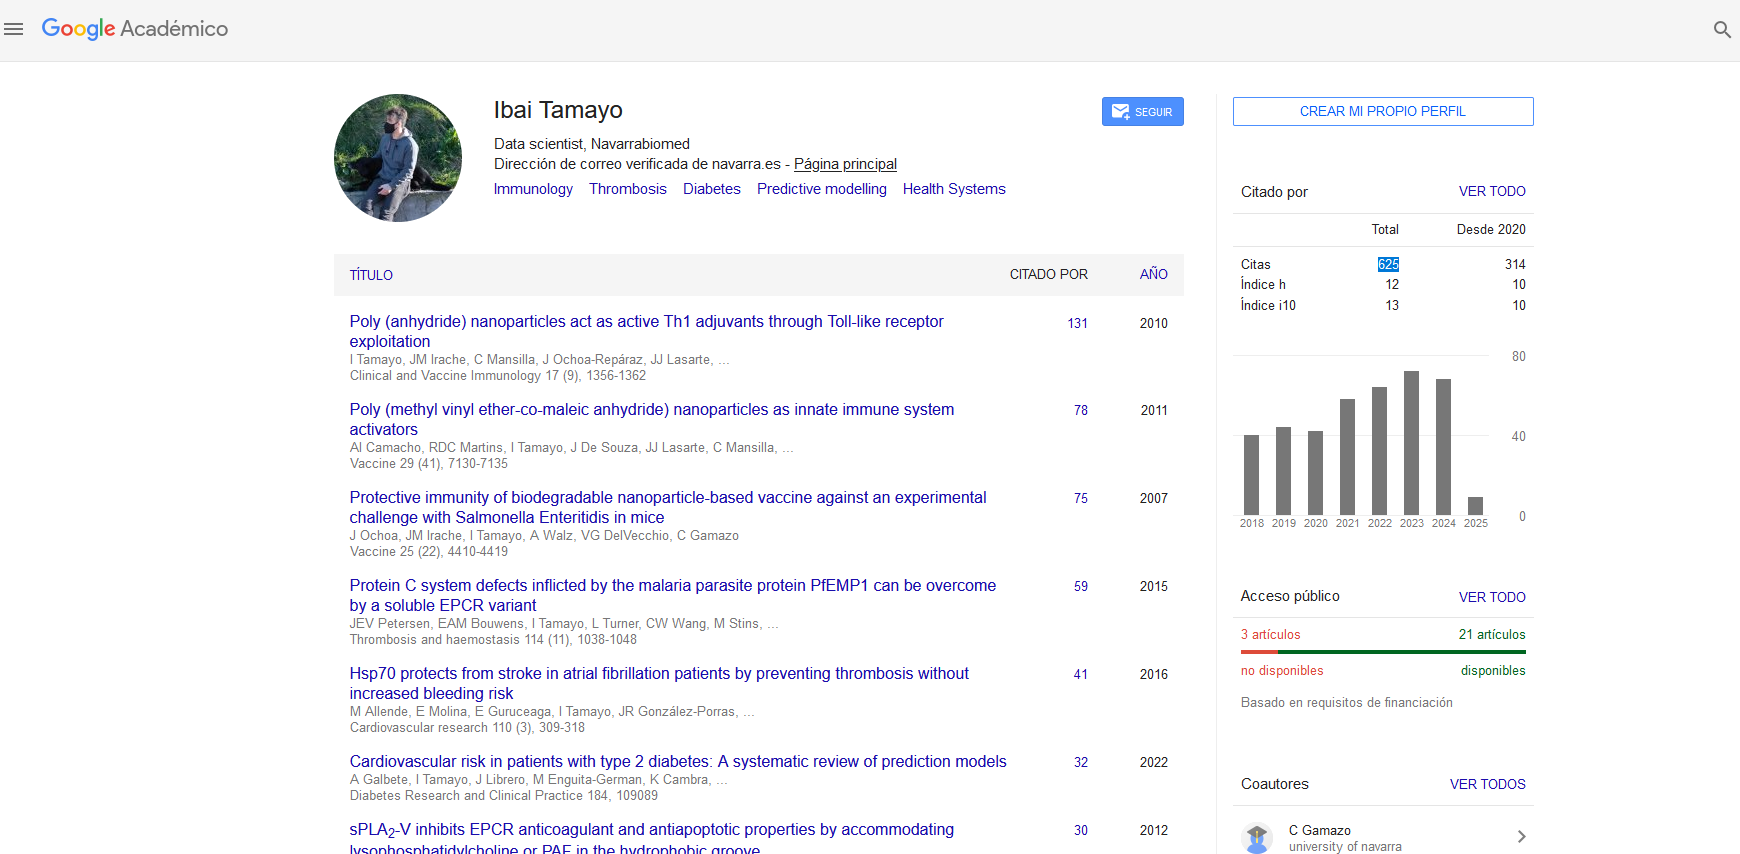 Google Académico
Ibai Tamayo
SEGUIR
Data scientist, Navarrabiomed
Dirección de correo verificada de navarra.es - Página principal
Immunology Thrombosis Diabetes Predictive modelling Health Systems
TÍTULO CITADO POR AÑO
Poly (anhydride) nanoparticles act as active Th1 adjuvants through Toll-like receptor 131 2010
exploitation
I Tamayo, JM Irache, C Mansilla, J Ochoa-Repáraz, JJ Lasarte, ...
Clinical and Vaccine Immunology 17 (9), 1356-1362
Poly (methyl vinyl ether-co-maleic anhydride) nanoparticles as innate immune system 78 2011
activators
AI Camacho, RDC Martins, I Tamayo, J De Souza, JJ Lasarte, C Mansilla, ...
Vaccine 29 (41), 7130-7135
Protective immunity of biodegradable nanoparticle-based vaccine against an experimental 75 2007
challenge with Salmonella Enteritidis in mice
J Ochoa, JM Irache, I Tamayo, A Walz, VG DelVecchio, C Gamazo
Vaccine 25 (22), 4410-4419
Protein C system defects inflicted by the malaria parasite protein PfEMP1 can be overcome 59 2015
by a soluble EPCR variant
JEV Petersen, EAM Bouwens, I Tamayo, L Turner, CW Wang, M Stins, ...
Thrombosis and haemostasis 114 (11), 1038-1048
Hsp70 protects from stroke in atrial fibrillation patients by preventing thrombosis without 41 2016
increased bleeding risk
M Allende, E Molina, E Guruceaga, I Tamayo, JR González-Porras, ...
Cardiovascular research 110 (3), 309-318
Cardiovascular risk in patients with type 2 diabetes: A systematic review of prediction models 32 2022
A Galbete, I Tamayo, J Librero, M Enguita-German, K Cambra, ...
Diabetes Research and Clinical Practice 184, 109089
sPLA2-V inhibits EPCR anticoagulant and antiapoptotic properties by accommodating 30 2012
lysophosphatidylcholine or PAF in the hydrophobic groove
CREAR MI PROPIO PERFIL
Citado por VER TODO
Total Desde 2020
Citas 625 314
Índice h 12 10
Índice i10 13 10
80
40
0
2018 2019 2020 2021 2022 2023 2024 2025
Acceso público VER TODO
3 artículos 21 artículos
no disponibles disponibles
Basado en requisitos de financiación
Coautores VER TODOS
C Gamazo
university of navarra